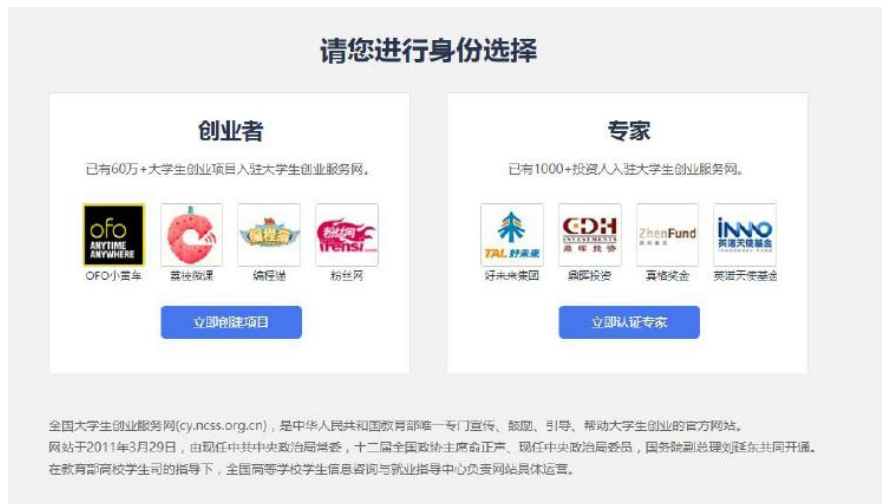 请您进行身份选择
创业者
已有60万+大学生创业项目入驻大学生创业服务网。
ofo
ANYTIME
ANYWHERE
编程猫
粉丝网
ifensi
OFO小黄车 荔枝微课 编程猫 粉丝网
立即创建项目
专家
已有1000+投资人入驻大学生创业服务网。
TAL 好未来
CDH
INVESTMENTS
鼎晖投资
ZhenFund
INNO
英诺天使基金
好未来集团 鼎晖投资 真格奖金 英诺天使基金
立即认证专家
全国大学生创业服务网(cy.ncss.org.cn)，是中华人民共和国教育部唯一专门宣传、鼓励、引导、帮助大学生创业的官方网站。
网站于2011年3月29日，由现任中共中央政治局常委，十二届全国政协主席俞正声、现任中央政治局委员，国务院副总理刘延东共同开通。
在教育部高校学生司的指导下，全国高等学校学生信息咨询与就业指导中心负责网站具体运营。